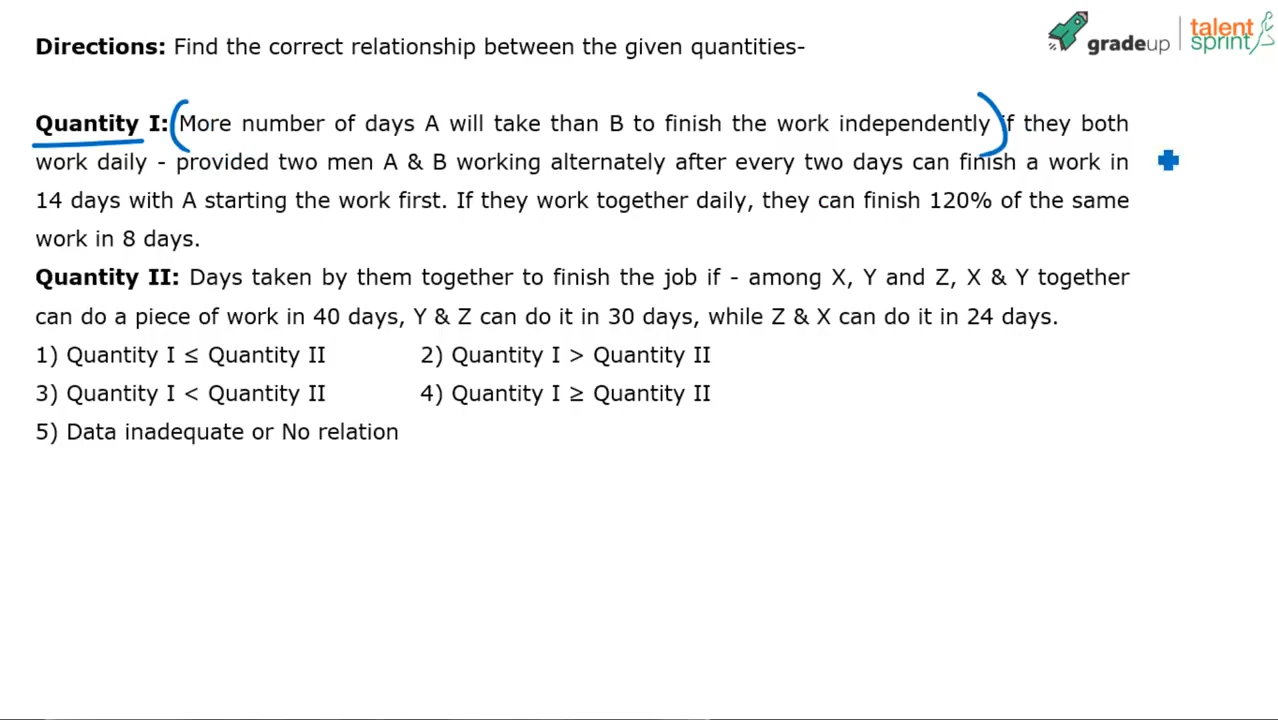 Directions: Find the correct relationship between the given quantities-
gradeup
talent
sprint
Quantity I: More number of days A will take than B to finish the work independently if they both
work daily - provided two men A & B working alternately after every two days can finish a work in
14 days with A starting the work first. If they work together daily, they can finish 120% of the same
work in 8 days.
Quantity II: Days taken by them together to finish the job if - among X, Y and Z, X & Y together
can do a piece of work in 40 days, Y & Z can do it in 30 days, while Z & X can do it in 24 days.
1) Quantity I ≤ Quantity II 2) Quantity I > Quantity II
3) Quantity I < Quantity II 4) Quantity I ≥ Quantity II
5) Data inadequate or No relation